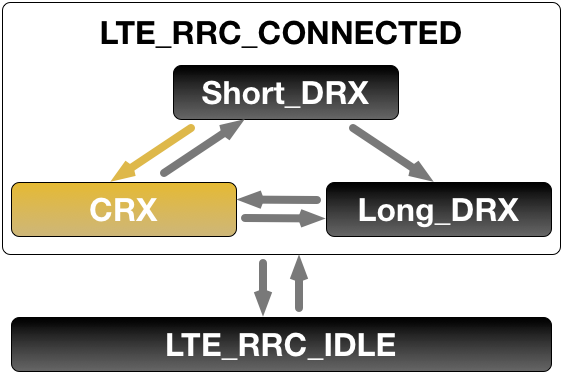 LTE_RRC_CONNECTED
Short_DRX
CRX
Long_DRX
LTE_RRC_IDLE